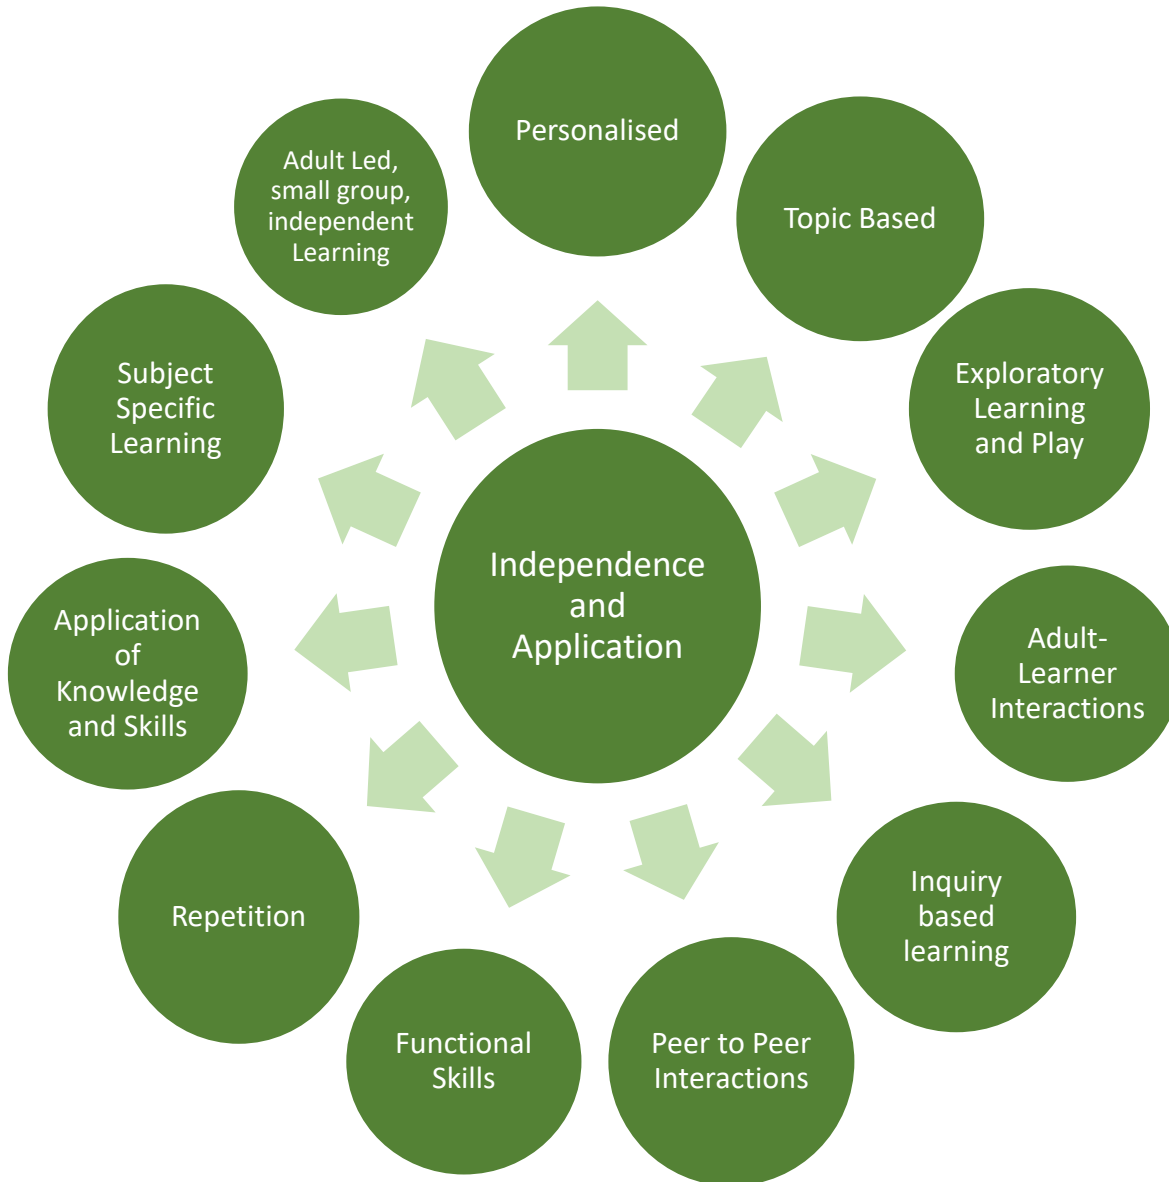 Personalised
Topic Based
Exploratory
Learning
and Play
Adult-
Learner
Interactions
Inquiry
based
learning
Peer to Peer
Interactions
Functional
Skills
Repetition
Application
of
Knowledge
and Skills
Subject
Specific
Learning
Adult Led,
small group,
independent
Learning
Independence
and
Application